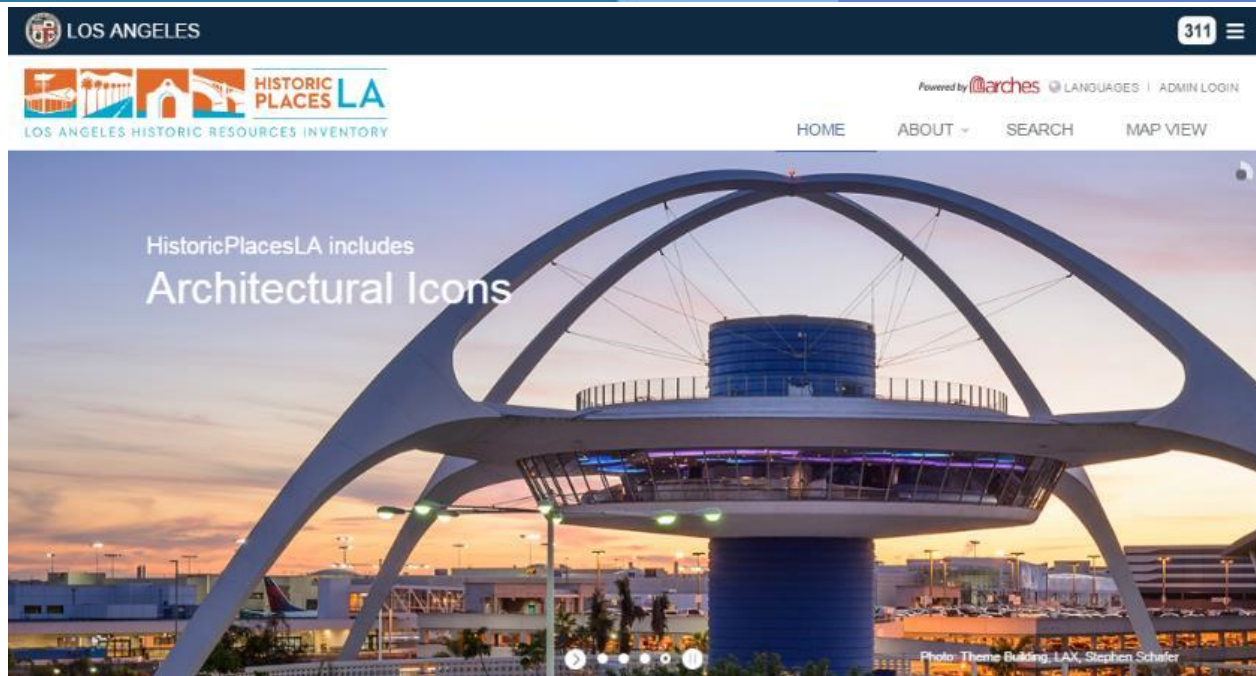 LOS ANGELES
311
HISTORIC
PLACES LA
LOS ANGELES HISTORIC RESOURCES INVENTORY
Powered by arches LANGUAGES | ADMIN LOGIN
HOME ABOUT SEARCH MAP VIEW
HistoricPlacesLA includes
Architectural Icons
Photo: Theme Building, LAX, Stephen Schafer